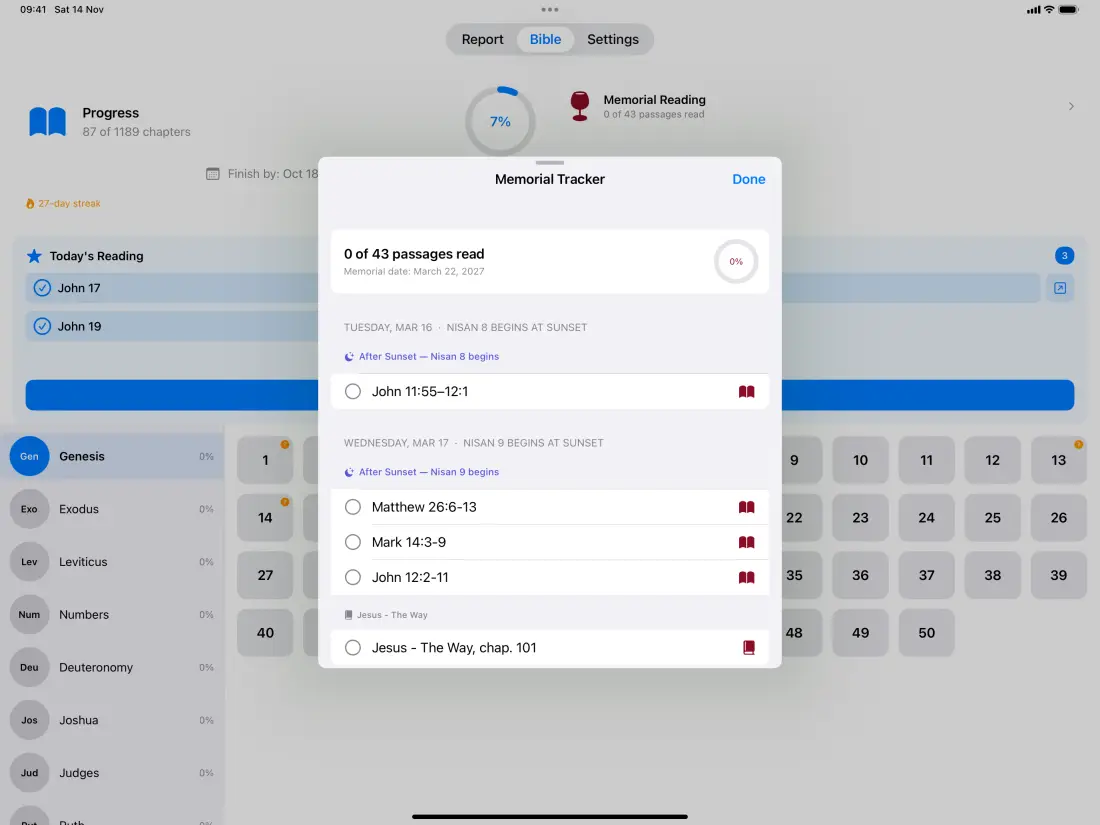 09:41 Sat 14 Nov
Report Bible Settings
Progress
87 of 1189 chapters
7%
Memorial Reading
0 of 43 passages read
Finish by: Oct 18
27-day streak
Today's Reading
3
John 17
John 19
Memorial Tracker
Done
0 of 43 passages read
Memorial date: March 22, 2027
0%
TUESDAY, MAR 16 · NISAN 8 BEGINS AT SUNSET
After Sunset — Nisan 8 begins
John 11:55–12:1
WEDNESDAY, MAR 17 · NISAN 9 BEGINS AT SUNSET
After Sunset — Nisan 9 begins
Matthew 26:6-13
Mark 14:3-9
John 12:2-11
Jesus - The Way
Jesus - The Way, chap. 101
Gen Genesis 0%
Exo Exodus 0%
Lev Leviticus 0%
Num Numbers 0%
Deu Deuteronomy 0%
Jos Joshua 0%
Jud Judges 0%
1 9 10 11 12 13
14 22 23 24 25 26
27 35 36 37 38 39
40 48 49 50